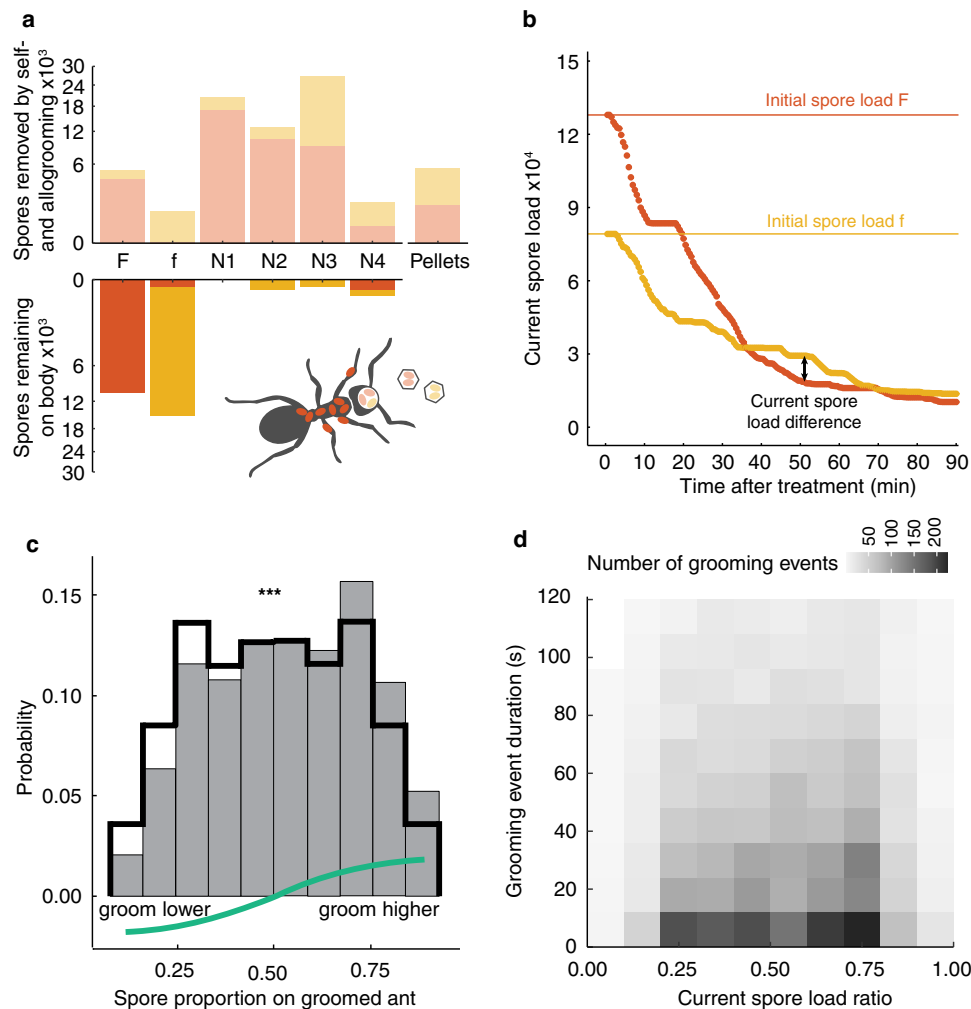 a
Spores removed by self-
and allogrooming x10³
30
24
18
12
6
0
F f N1 N2 N3 N4 Pellets
Spores remaining
on body x10³
0
6
12
18
24
30
b
Current spore load x10⁴
15
12
9
6
3
0
Initial spore load F
Initial spore load f
Current spore
load difference
0 10 20 30 40 50 60 70 80 90
Time after treatment (min)
c
Probability
0.15
0.10
0.05
0.00
***
groom lower
groom higher
0.25 0.50 0.75
Spore proportion on groomed ant
d
Number of grooming events
50 100 150 200
Grooming event duration (s)
120
100
80
60
40
20
0
0.00 0.25 0.50 0.75 1.00
Current spore load ratio